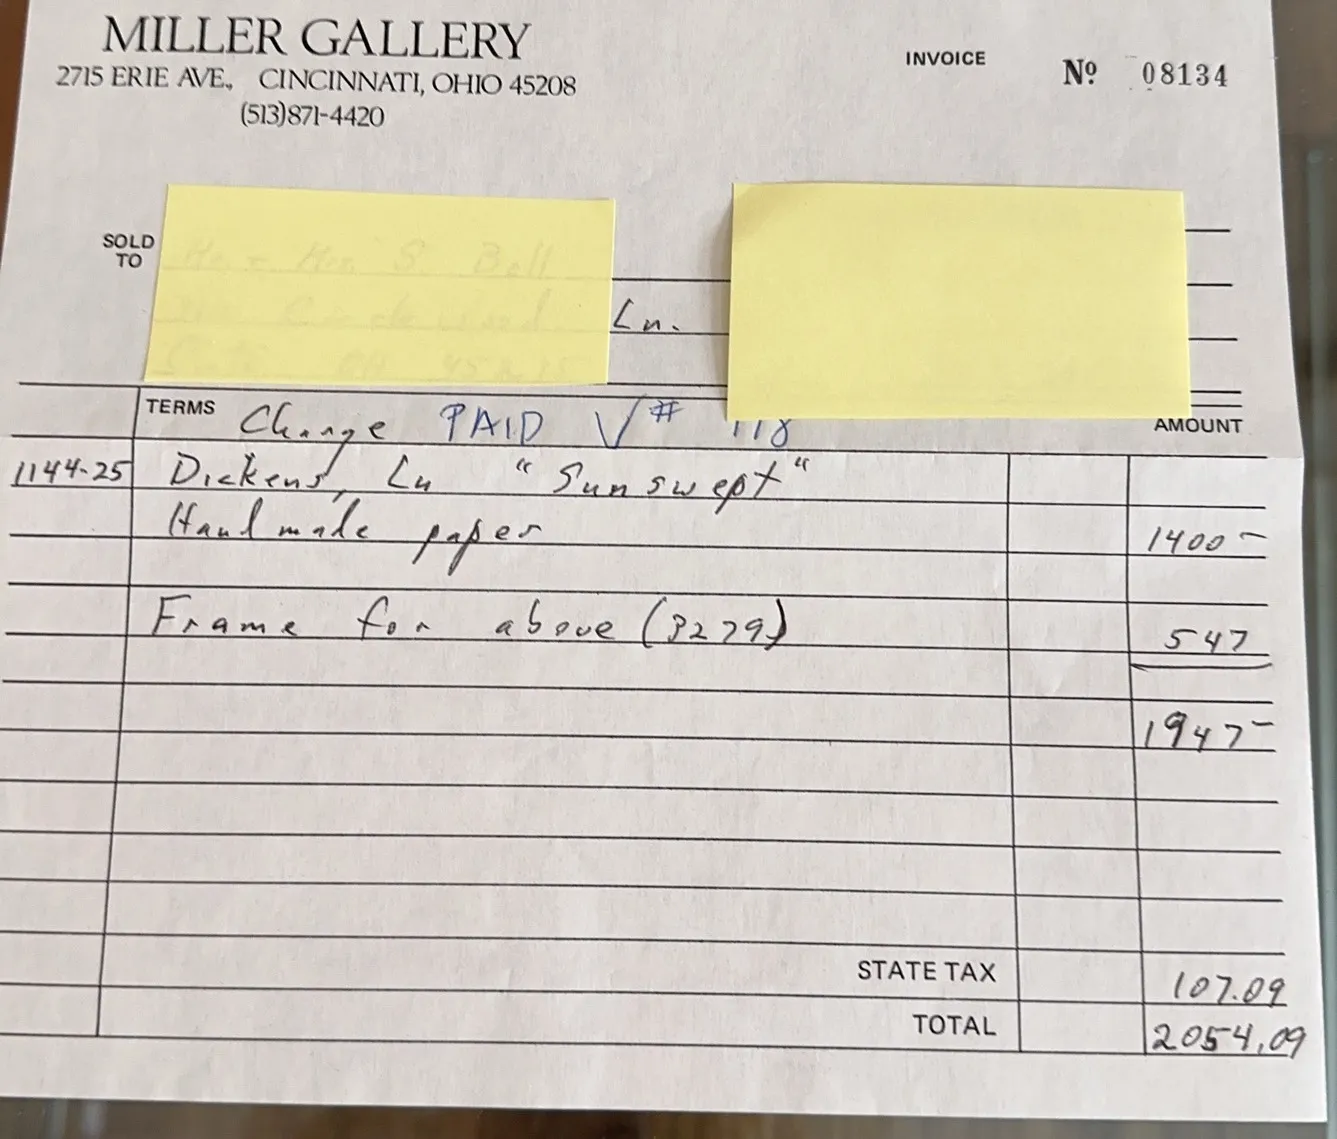 MILLER GALLERY
2715 ERIE AVE., CINCINNATI, OHIO 45208
(513)871-4420
INVOICE Nº 08134
SOLD
TO
Ln.
TERMS Charge PAID V# 118
AMOUNT
1144-25 Dickens, Lu "Sunswept"
Handmade paper 1400-
Frame for above (3279) 547
1947-
STATE TAX 107.09
TOTAL 2054.09